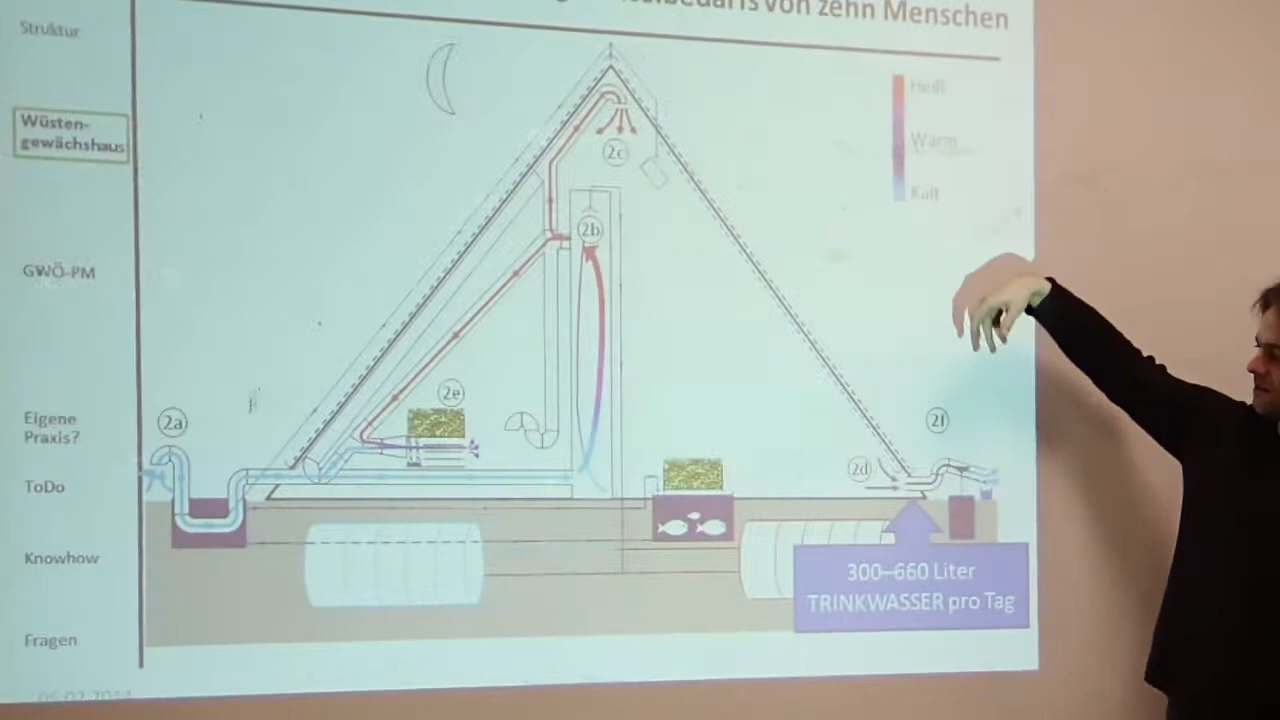 von zehn Menschen
Struktur
Wüsten-
gewächshaus
GWÖ-PM
Eigene
Praxis?
ToDo
Knowhow
Fragen
Heiß
Warm
Kalt
2c
2b
2e
2a
2f
2d
300–660 Liter
TRINKWASSER pro Tag